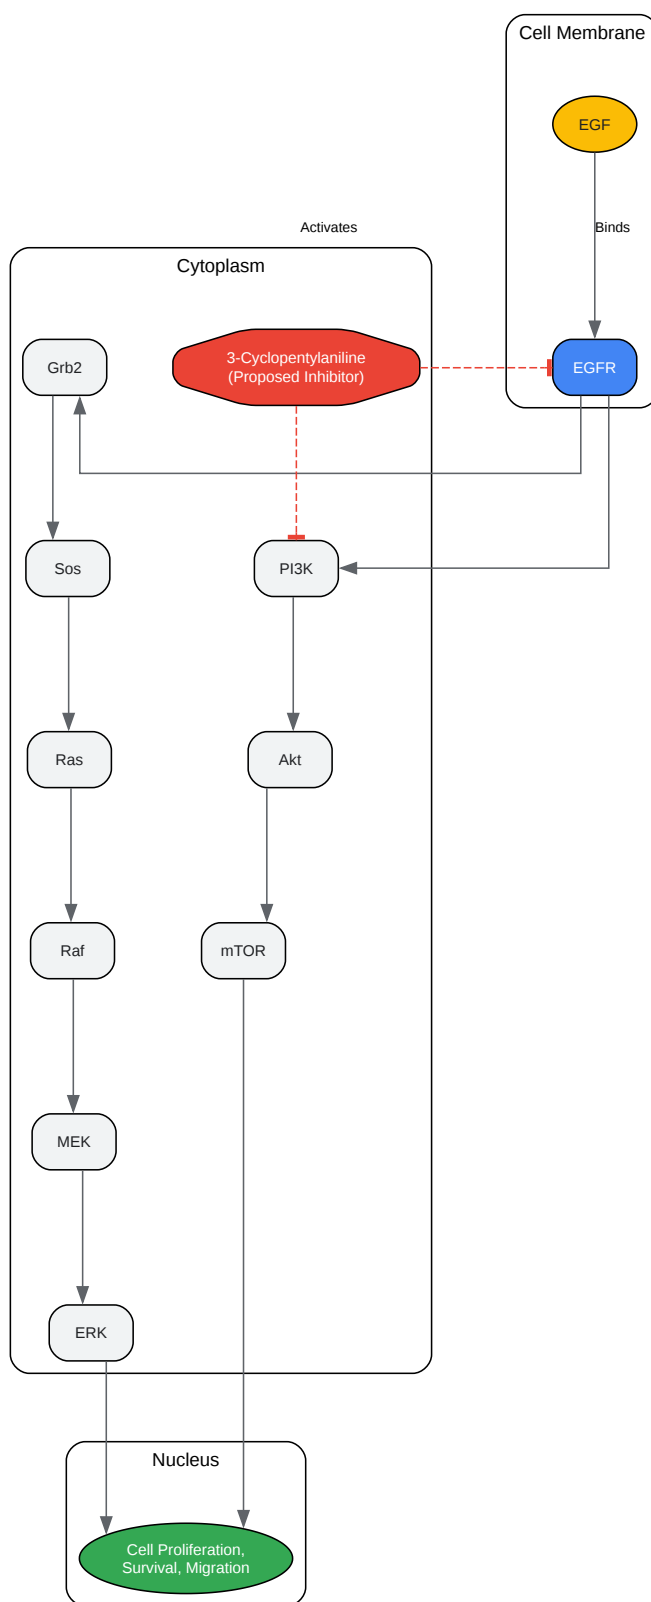 Cell Membrane
EGF
Activates
Binds
Cytoplasm
Grb2
3-Cyclopentylaniline
(Proposed Inhibitor)
EGFR
Sos
PI3K
Ras
Akt
Raf
mTOR
MEK
ERK
Nucleus
Cell Proliferation,
Survival, Migration